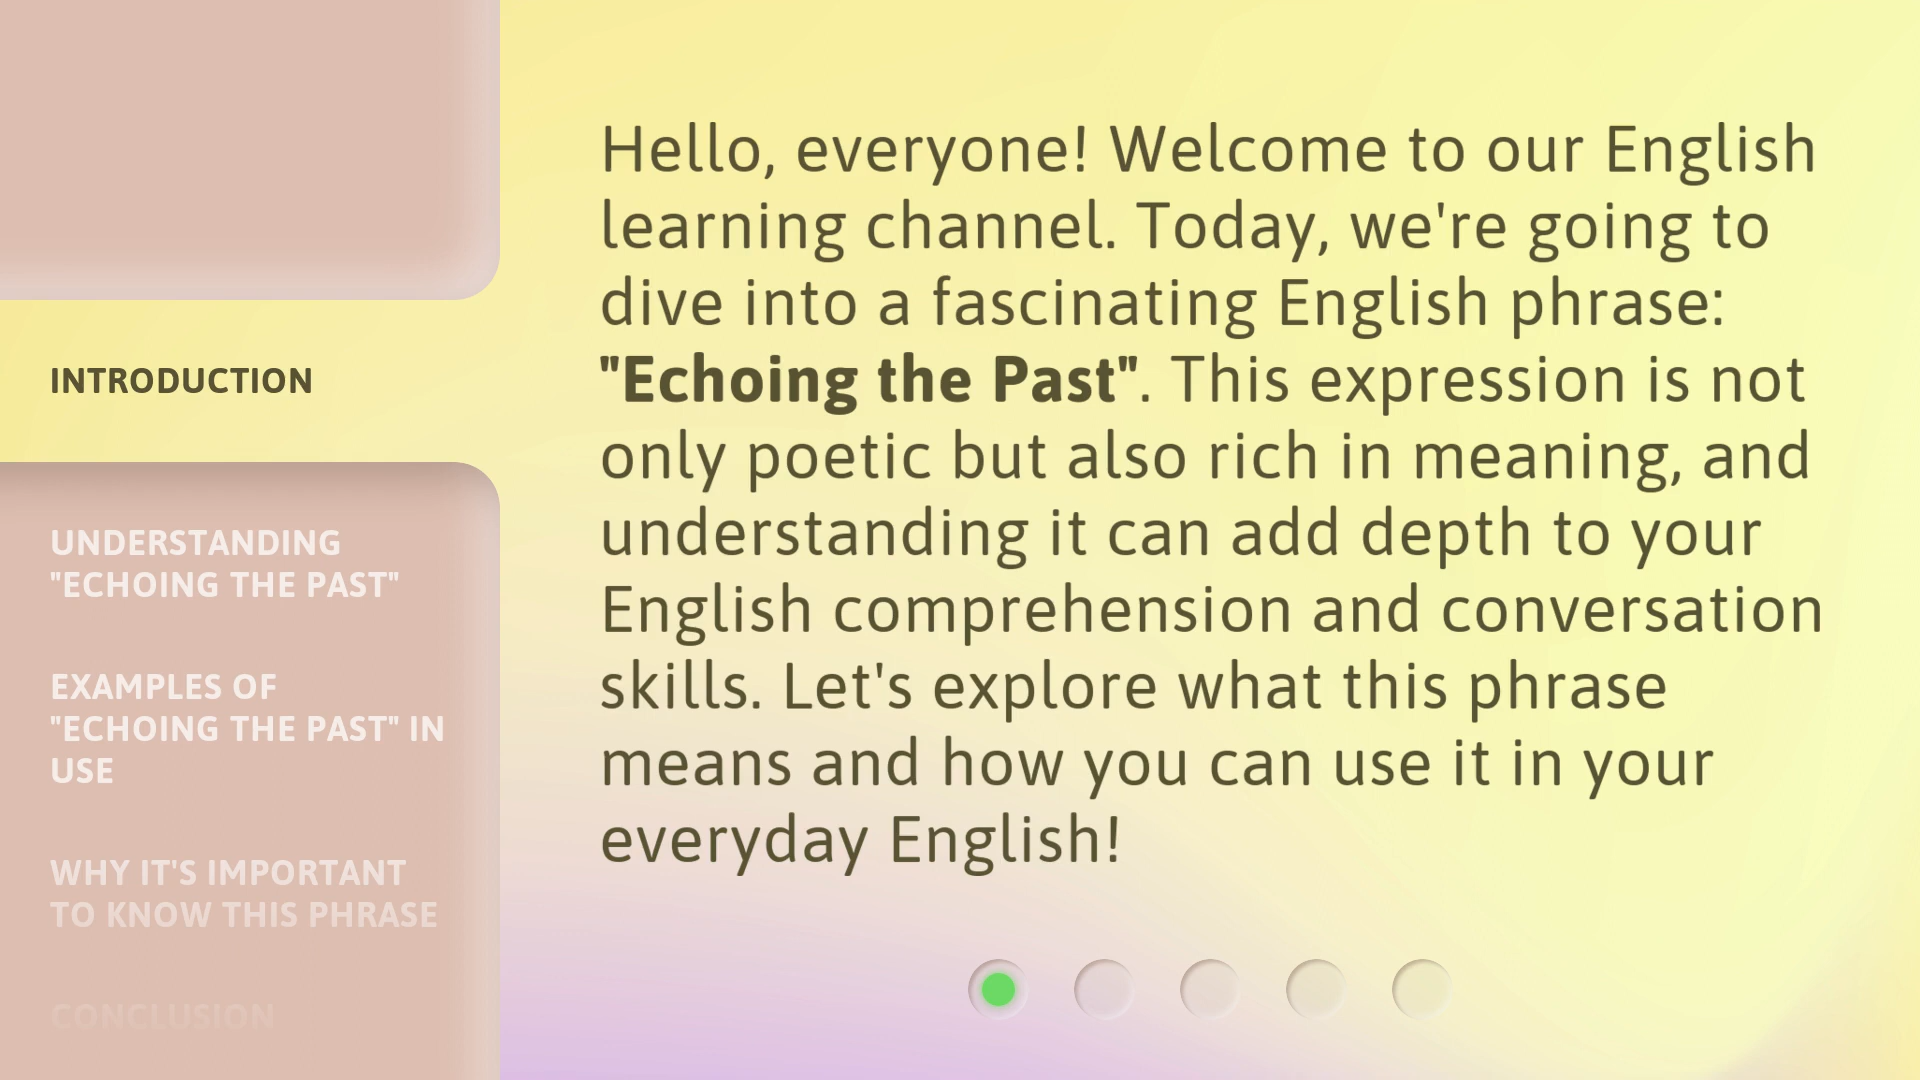 INTRODUCTION
UNDERSTANDING
"ECHOING THE PAST"
EXAMPLES OF
"ECHOING THE PAST" IN
USE
WHY IT'S IMPORTANT
TO KNOW THIS PHRASE
CONCLUSION
Hello, everyone! Welcome to our English
learning channel. Today, we're going to
dive into a fascinating English phrase:
"Echoing the Past". This expression is not
only poetic but also rich in meaning, and
understanding it can add depth to your
English comprehension and conversation
skills. Let's explore what this phrase
means and how you can use it in your
everyday English!